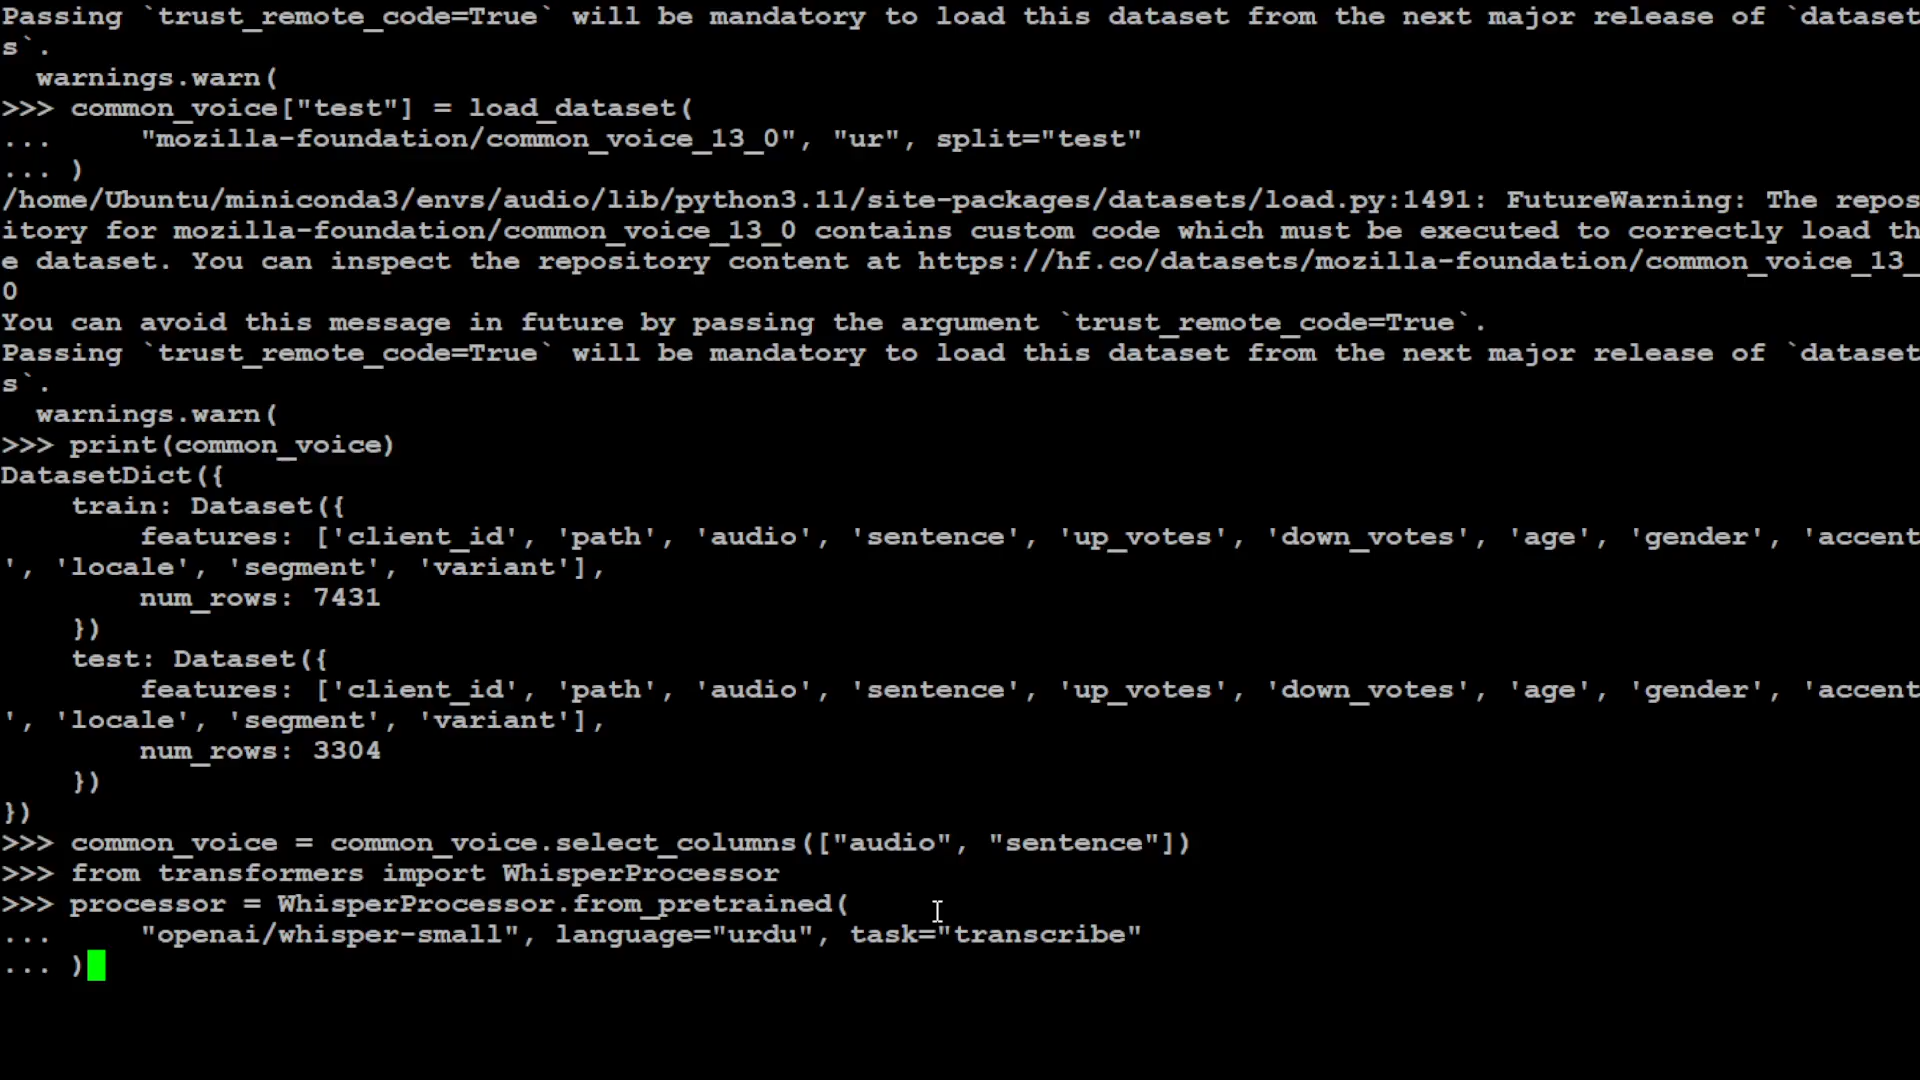 Passing `trust_remote_code=True` will be mandatory to load this dataset from the next major release of `dataset
s`.
  warnings.warn(
>>> common_voice["test"] = load_dataset(
...     "mozilla-foundation/common_voice_13_0", "ur", split="test"
... )
/home/Ubuntu/miniconda3/envs/audio/lib/python3.11/site-packages/datasets/load.py:1491: FutureWarning: The repos
itory for mozilla-foundation/common_voice_13_0 contains custom code which must be executed to correctly load th
e dataset. You can inspect the repository content at https://hf.co/datasets/mozilla-foundation/common_voice_13_
0
You can avoid this message in future by passing the argument `trust_remote_code=True`.
Passing `trust_remote_code=True` will be mandatory to load this dataset from the next major release of `dataset
s`.
  warnings.warn(
>>> print(common_voice)
DatasetDict({
    train: Dataset({
        features: ['client_id', 'path', 'audio', 'sentence', 'up_votes', 'down_votes', 'age', 'gender', 'accent
', 'locale', 'segment', 'variant'],
        num_rows: 7431
    })
    test: Dataset({
        features: ['client_id', 'path', 'audio', 'sentence', 'up_votes', 'down_votes', 'age', 'gender', 'accent
', 'locale', 'segment', 'variant'],
        num_rows: 3304
    })
})
>>> common_voice = common_voice.select_columns(["audio", "sentence"])
>>> from transformers import WhisperProcessor
>>> processor = WhisperProcessor.from_pretrained(
...     "openai/whisper-small", language="urdu", task="transcribe"
... )